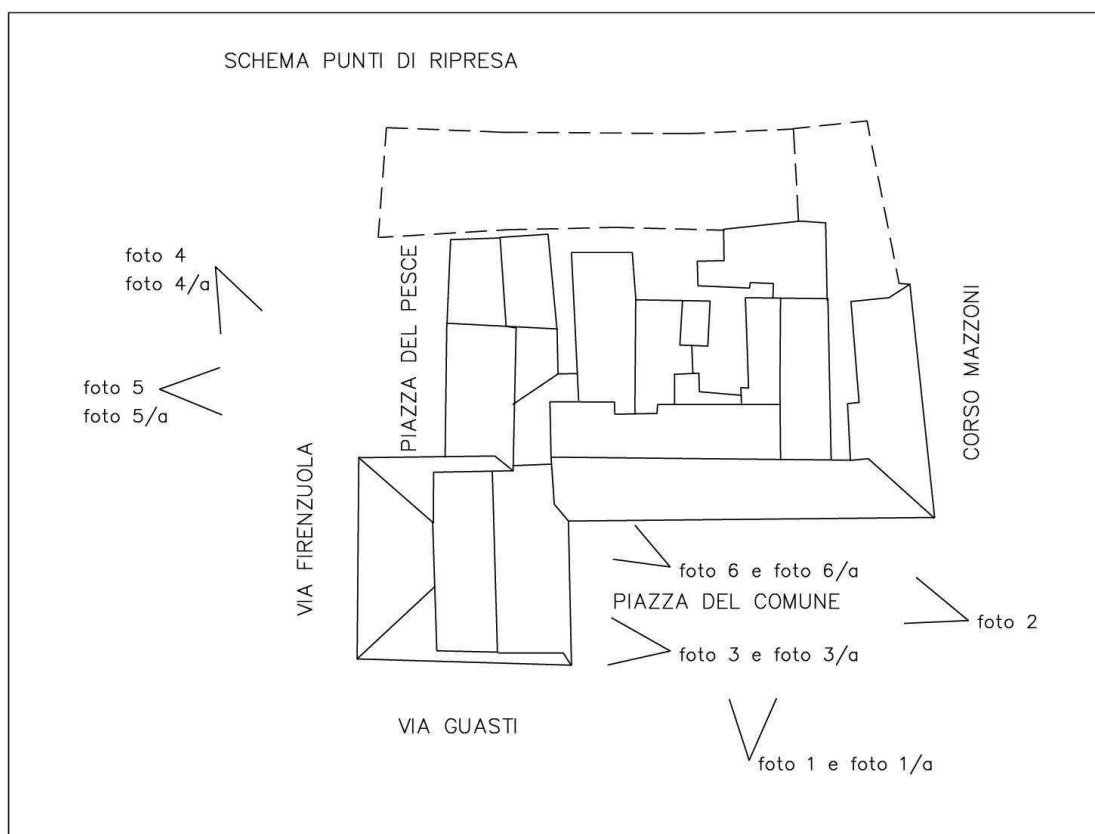 SCHEMA PUNTI DI RIPRESA
foto 4
foto 4/a
PIAZZA DEL PESCE
foto 5
foto 5/a
CORSO MAZZONI
VIA FIRENZUOLA
foto 6 e foto 6/a
PIAZZA DEL COMUNE
foto 2
foto 3 e foto 3/a
VIA GUASTI
foto 1 e foto 1/a